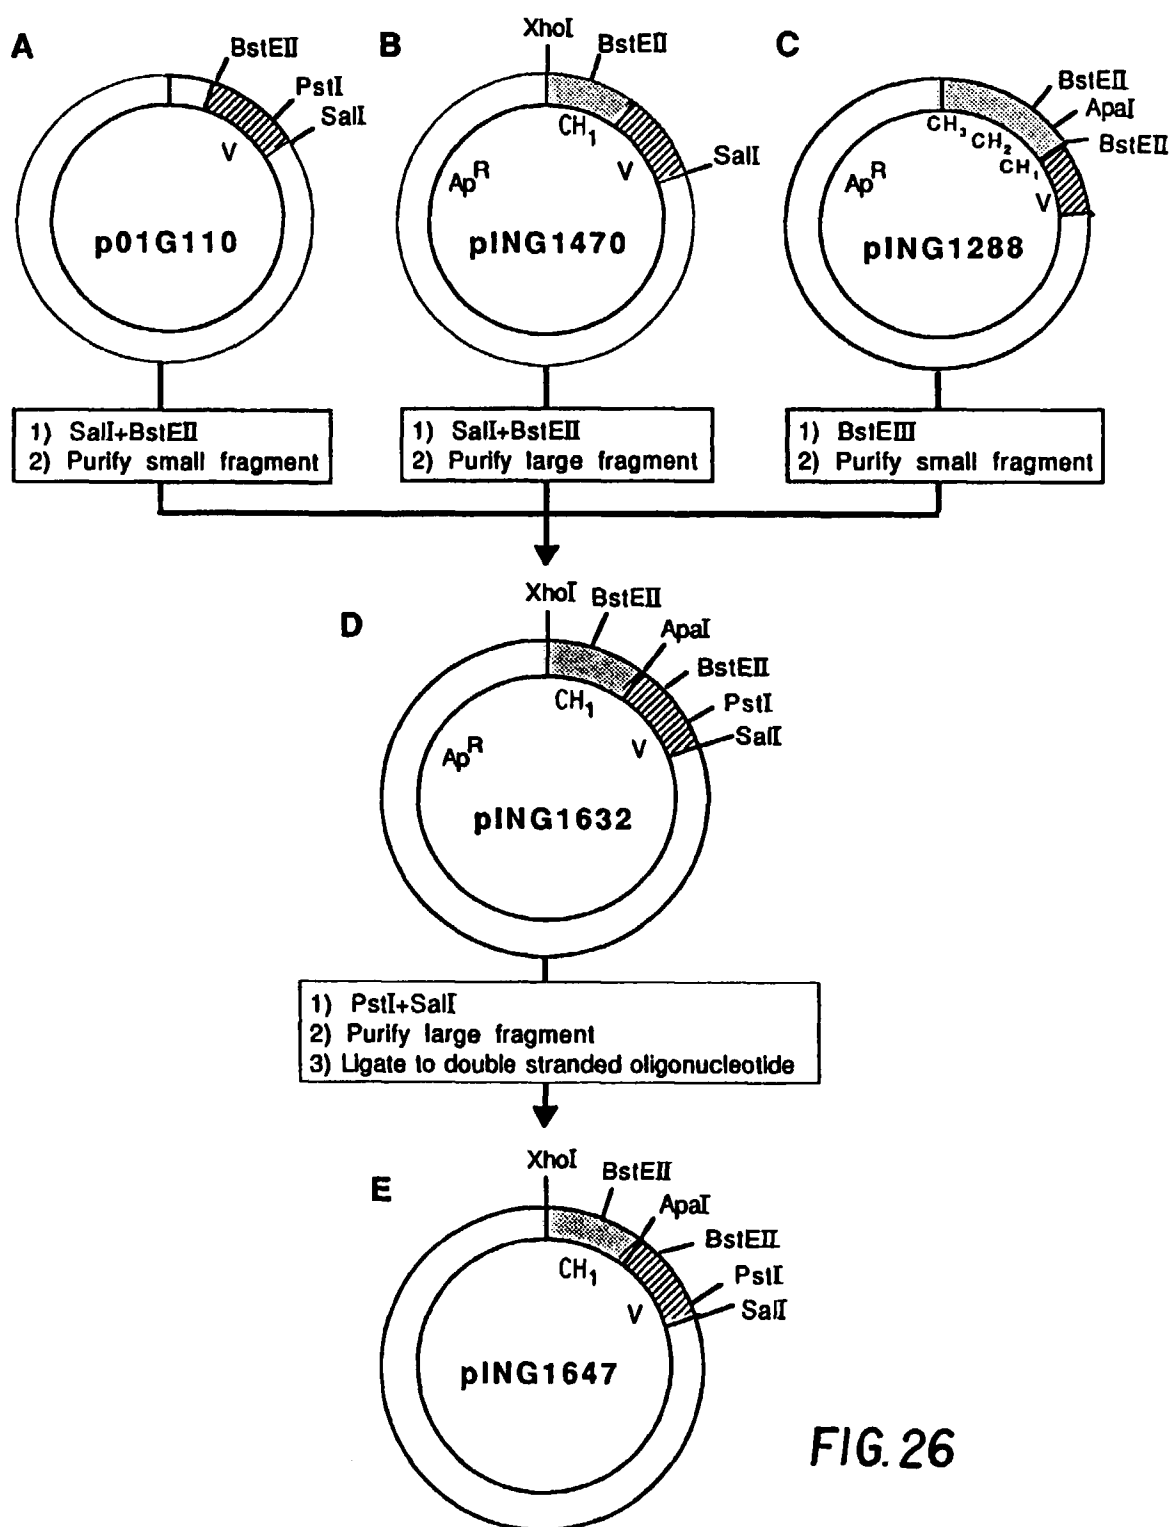 A
BstEII
PstI
SalI
V
p01G110
B
XhoI
BstEII
CH1
V
SalI
ApR
pING1470
C
BstEII
ApaI
BstEII
CH3
CH2
CH1
V
ApR
pING1288
1) SalI+BstEII
2) Purify small fragment
1) SalI+BstEII
2) Purify large fragment
1) BstEIII
2) Purify small fragment
D
XhoI
BstEII
ApaI
BstEII
PstI
SalI
CH1
V
ApR
pING1632
1) PstI+SalI
2) Purify large fragment
3) Ligate to double stranded oligonucleotide
E
XhoI
BstEII
ApaI
BstEII
PstI
SalI
CH1
V
pING1647
FIG. 26